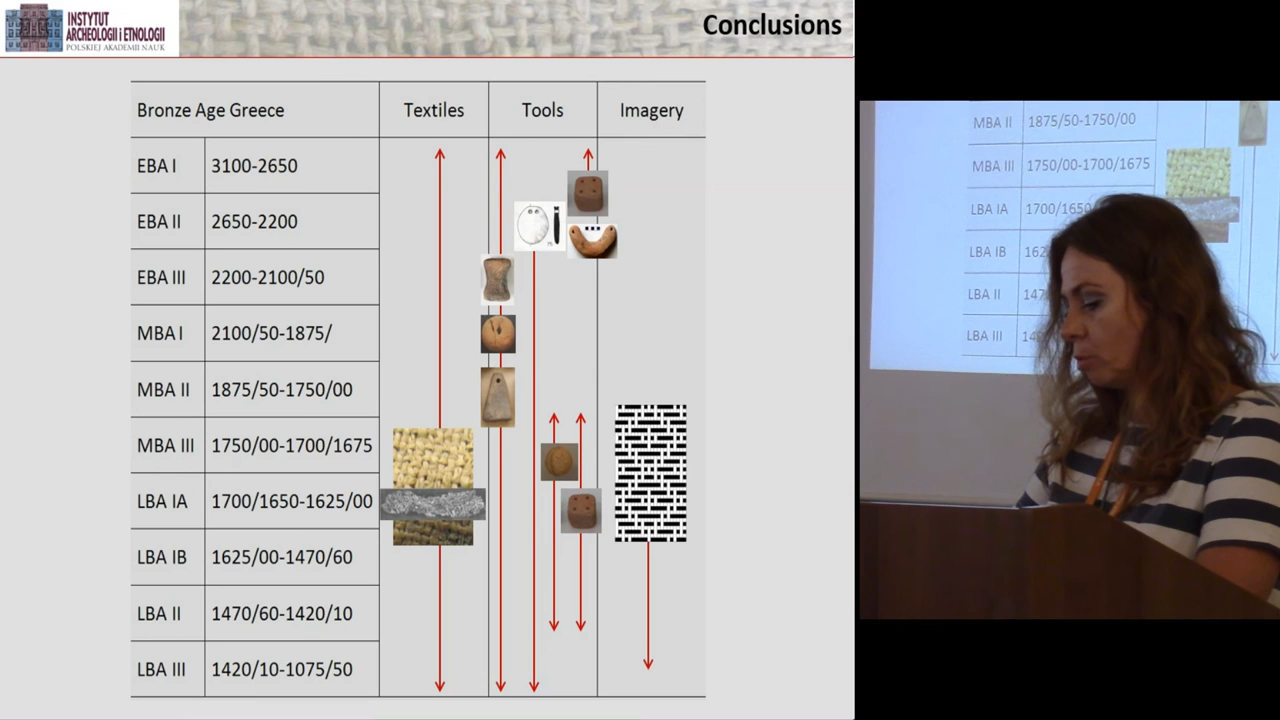 INSTYTUT
ARCHEOLOGII i ETNOLOGII
POLSKIEJ AKADEMII NAUK
Conclusions
Bronze Age Greece Textiles Tools Imagery
EBA I 3100-2650
EBA II 2650-2200
EBA III 2200-2100/50
MBA I 2100/50-1875/
MBA II 1875/50-1750/00
MBA III 1750/00-1700/1675
LBA IA 1700/1650-1625/00
LBA IB 1625/00-1470/60
LBA II 1470/60-1420/10
LBA III 1420/10-1075/50
MBA II 1875/50-1750/00
MBA III 1750/00-1700/1675
LBA IA 1700/1650
LBA IB 162
LBA II 147
LBA III